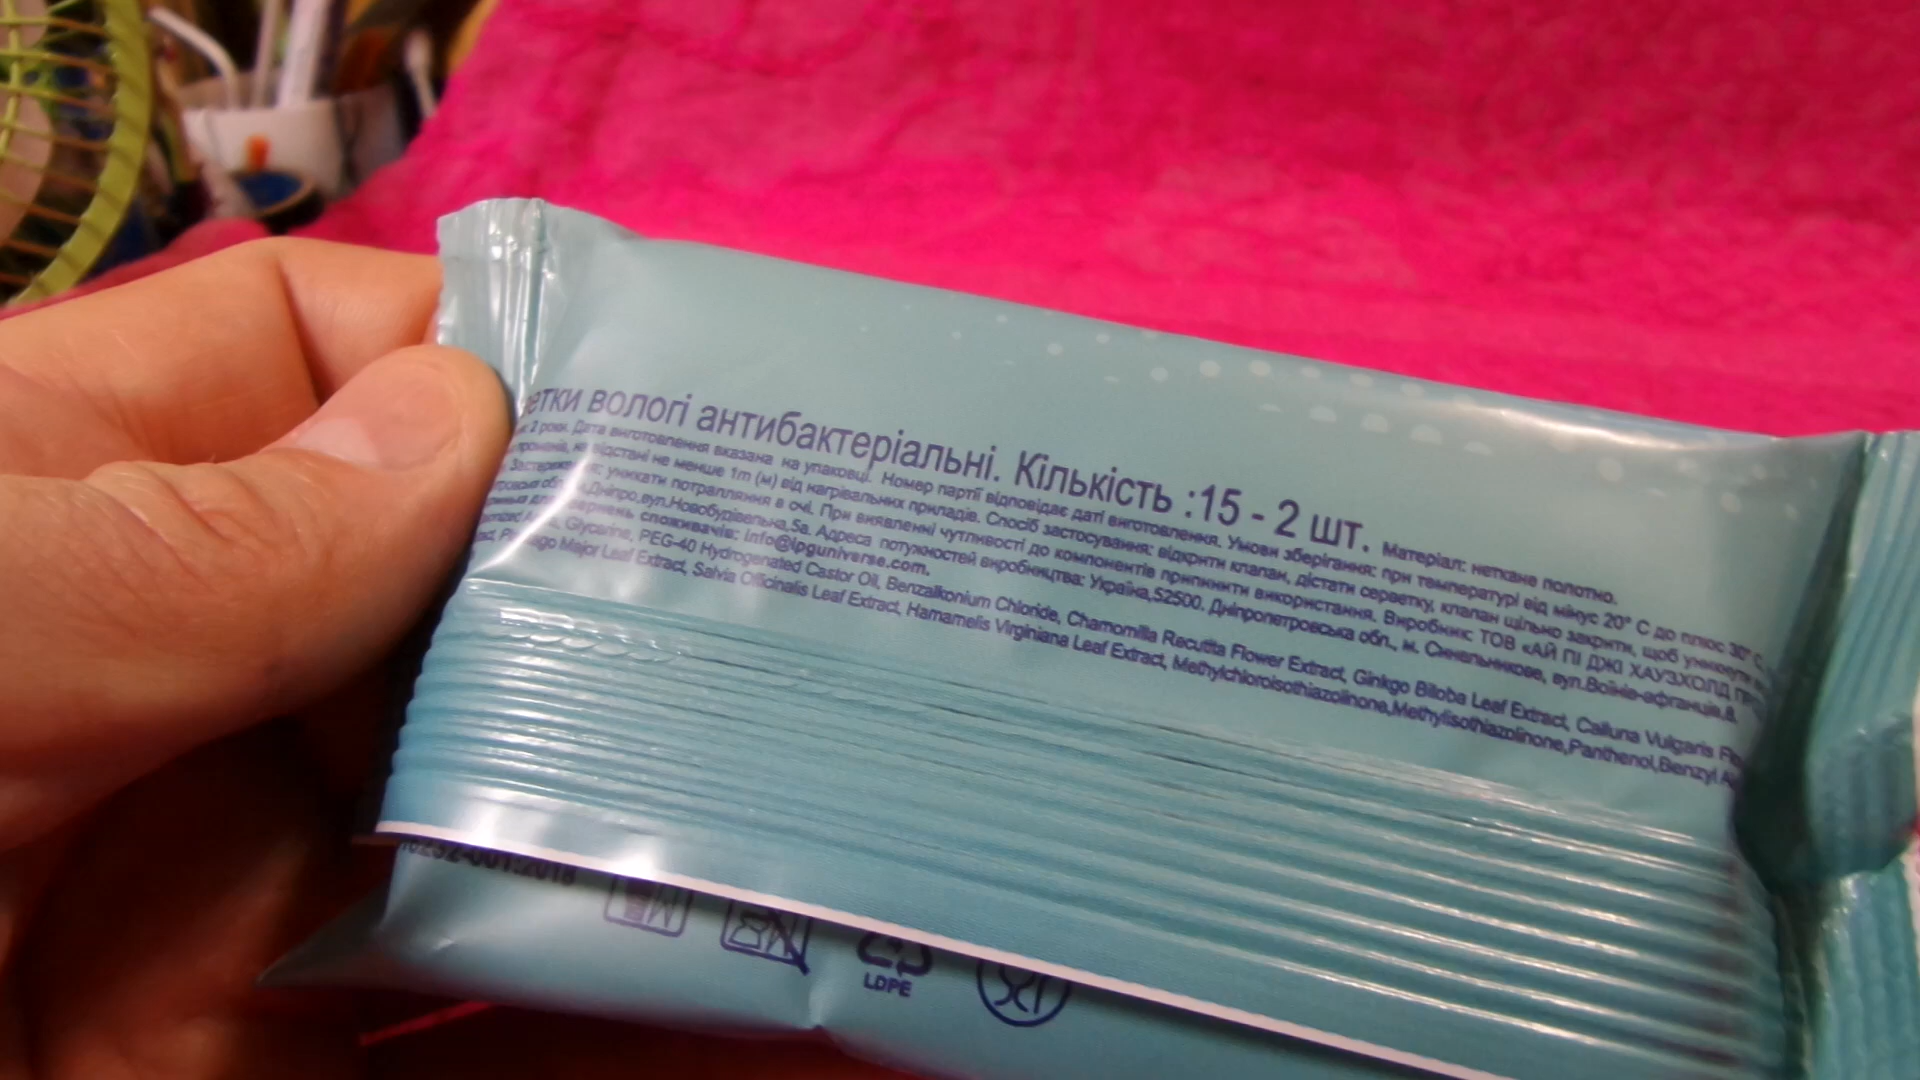 етки вологі антибактеріальні. Кількість :15 - 2 шт. Матеріал: неткане полотно.
2 роки. Дата виготовлення вказана на упаковці. Номер партії відповідає даті виготовлення. Умови зберігання: при температурі від мінус 20° С до плюс 30° С
променів, на відстані не менше 1m (м) від нагрівальних приладів. Спосіб застосування: відкрити клапан, дістати серветку, клапан щільно закрити, щоб уникнути
Застереження: уникати потрапляння в очі. При виявленні чутливості до компонентів припинити використання. Виробник: ТОВ «АЙ ПІ ДЖІ ХАУЗХОЛД
Дніпро,вул.Новобудівельна,5а. Адреса потужностей виробництва: Україна,52500. Дніпропетровська обл., м. Синельникове, вул.Воїнів-афганців,8.
звернень споживачів: info@ipguniverse.com.
Glycerine, PEG-40 Hydrogenated Castor Oil, Benzalkonium Chloride, Chamomilla Recutita Flower Extract, Ginkgo Biloba Leaf Extract, Calluna Vulgaris
Major Leaf Extract, Salvia Officinalis Leaf Extract, Hamamelis Virginiana Leaf Extract, Methylchloroisothiazolinone,Methylisothiazolinone,Panthenol,Benzyl
LDPE